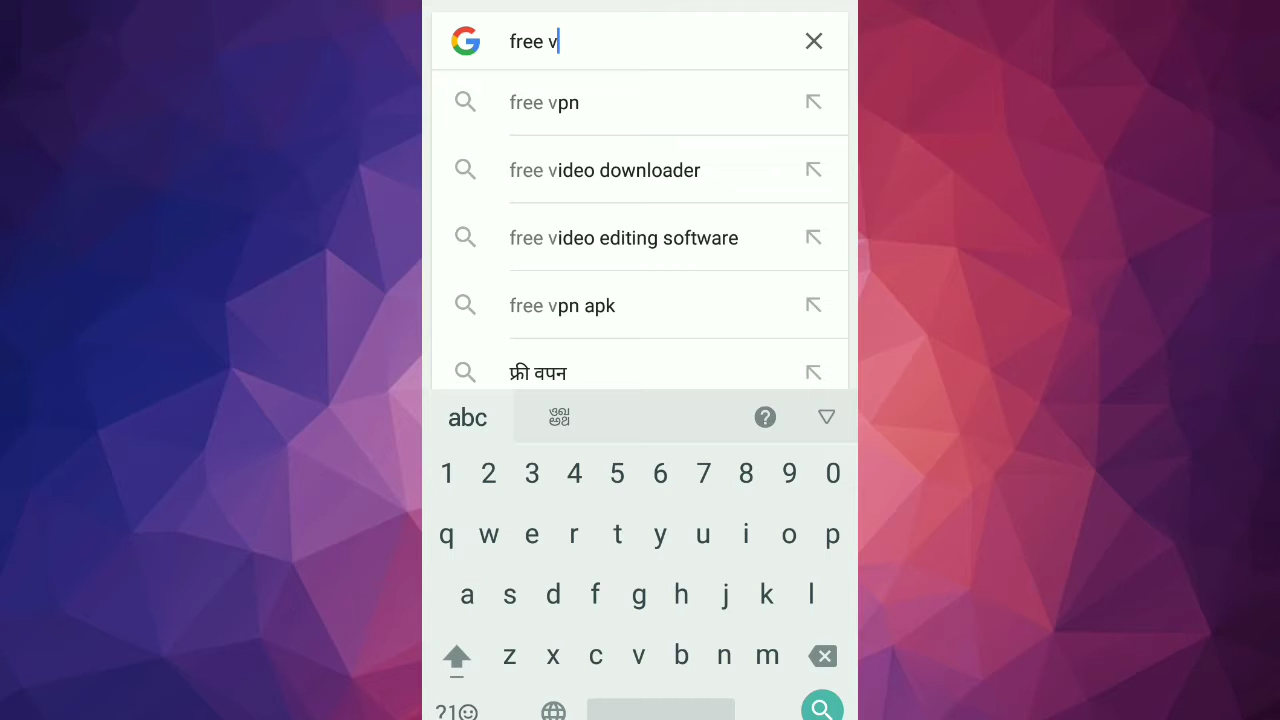 free v
free vpn
free video downloader
free video editing software
free vpn apk
फ्री वपन
abc
1 2 3 4 5 6 7 8 9 0
q w e r t y u i o p
a s d f g h j k l
z x c v b n m
?1☺